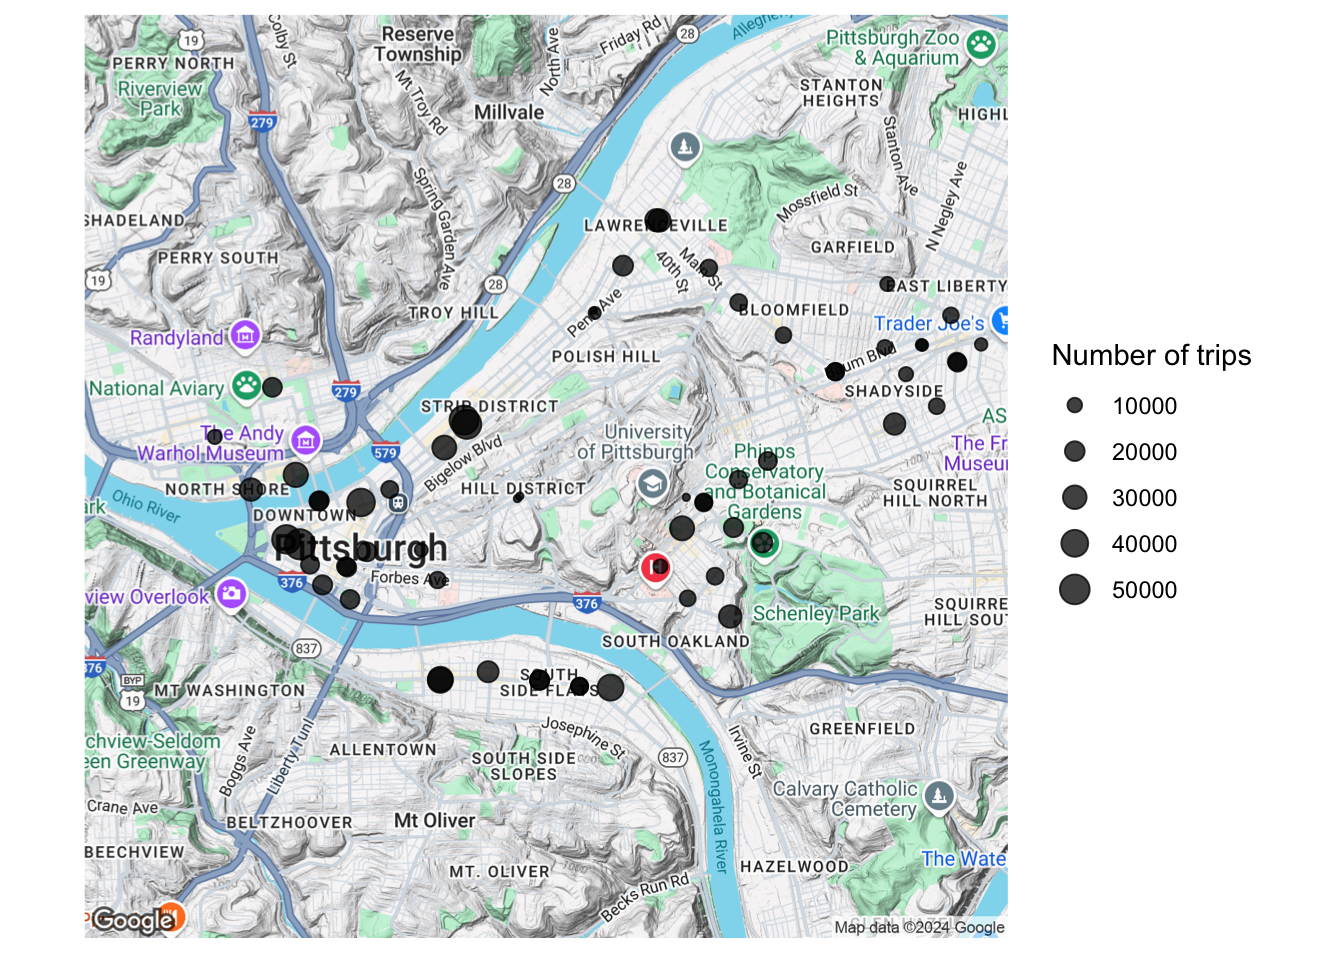 19
Colby St
Reserve
Township
North Ave
Friday Rd
28
Allegheny
Pittsburgh Zoo
& Aquarium
PERRY NORTH
Riverview
Park
Mt Troy Rd
Millvale
STANTON
HEIGHTS
HIGHL
279
Stanton Ave
28
Spring Garden Ave
Mossfield St
N Negley Ave
SHADELAND
LAWRENCEVILLE
GARFIELD
PERRY SOUTH
40th St
Main St
19
28
EAST LIBERTY
TROY HILL
Penn Ave
BLOOMFIELD
Trader Joe's
Randyland
POLISH HILL
um Blvd
National Aviary
279
SHADYSIDE
STRIP DISTRICT
AS
The Andy
Warhol Museum
University
of Pittsburgh
579
Bigelow Blvd
Phipps
Conservatory
and Botanical
Gardens
The Fr
Museu
NORTH SHORE
HILL DISTRICT
SQUIRREL
HILL NORTH
Ohio River
ark
DOWNTOWN
Pittsburgh
376
Forbes Ave
view Overlook
376
Schenley Park
SQUIRRE
HILL SOUT
837
SOUTH OAKLAND
376
BYP
19
MT WASHINGTON
SOUTH
SIDE FLATS
Josephine St
Irvine St
GREENFIELD
chview-Seldom
een Greenway
Boggs Ave
Liberty Tunl
ALLENTOWN
SOUTH SIDE
SLOPES
837
Monongahela River
Calvary Catholic
Cemetery
Crane Ave
BELTZHOOVER
Mt Oliver
BEECHVIEW
MT. OLIVER
HAZELWOOD
The Wate
Becks Run Rd
Google
GLEN HAZEL
Map data ©2024 Google
Number of trips
10000
20000
30000
40000
50000